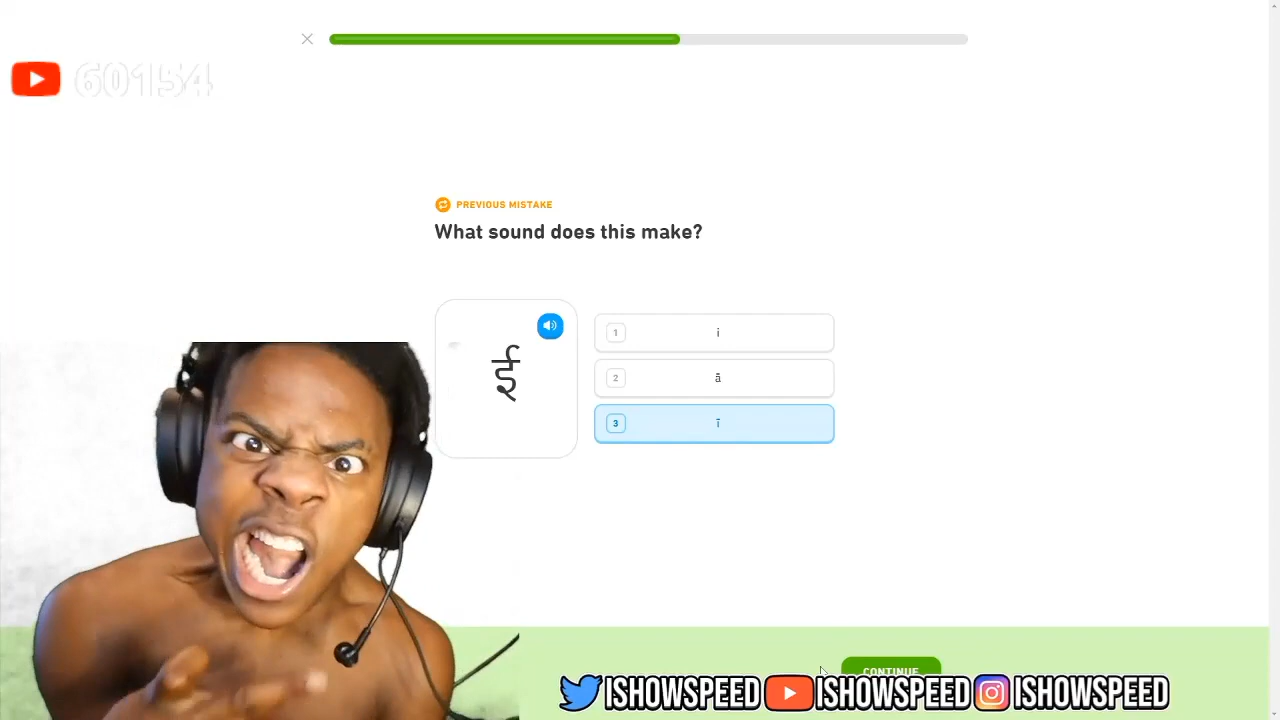 60154
PREVIOUS MISTAKE
What sound does this make?
ई
1 i
2 ā
3 ī
CONTINUE
ISHOWSPEED ISHOWSPEED ISHOWSPEED